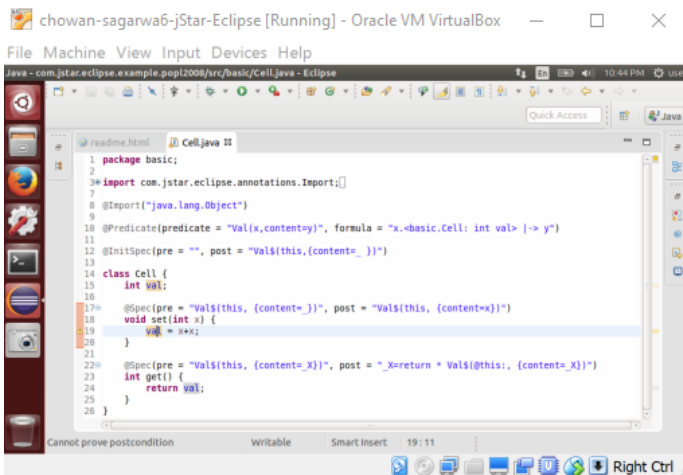 chowan-sagarwa6-jStar-Eclipse [Running] - Oracle VM VirtualBox
File Machine View Input Devices Help
Java - com.jstar.eclipse.example.popl2008/src/basic/Cell.java - Eclipse En 10:44 PM use
Quick Access Java
readme.html Cell.java
1 package basic;
2
3 import com.jstar.eclipse.annotations.Import;
7
8 @Import("java.lang.Object")
9
10 @Predicate(predicate = "Val(x,content=y)", formula = "x.<basic.Cell: int val> |-> y")
11
12 @InitSpec(pre = "", post = "Val$(this,{content=_ })")
13
14 class Cell {
15 int val;
16
17 @Spec(pre = "Val$(this, {content=_})", post = "Val$(this, {content=x})")
18 void set(int x) {
19 val = x+x;
20 }
21
22 @Spec(pre = "Val$(this, {content=_X})", post = "_X=return * Val$(@this:, {content=_X})")
23 int get() {
24 return val;
25 }
26 }
Cannot prove postcondition Writable Smart Insert 19 : 11
Right Ctrl